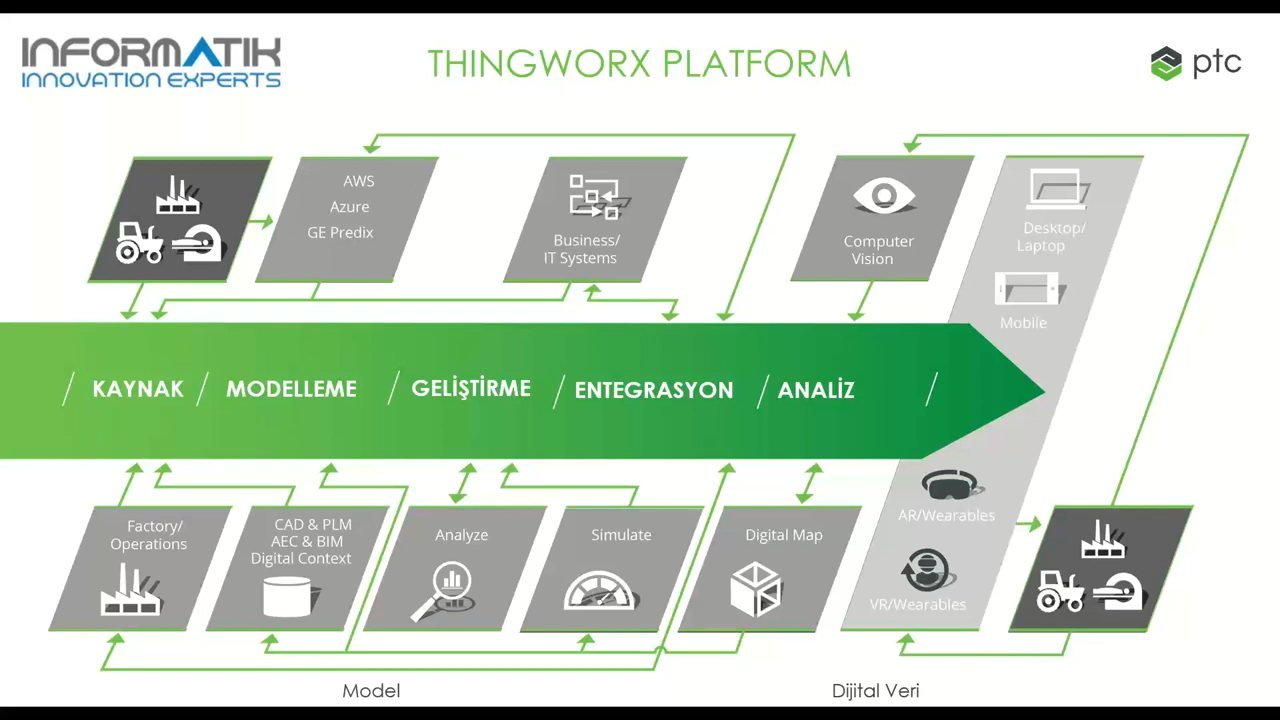 INFORMATIK
INNOVATION EXPERTS
THINGWORX PLATFORM
ptc
AWS
Azure
GE Predix
Business/
IT Systems
Computer
Vision
Desktop/
Laptop
Mobile
KAYNAK
MODELLEME
GELİŞTİRME
ENTEGRASYON
ANALİZ
Factory/
Operations
CAD & PLM
AEC & BIM
Digital Context
Analyze
Simulate
Digital Map
AR/Wearables
VR/Wearables
Model
Dijital Veri